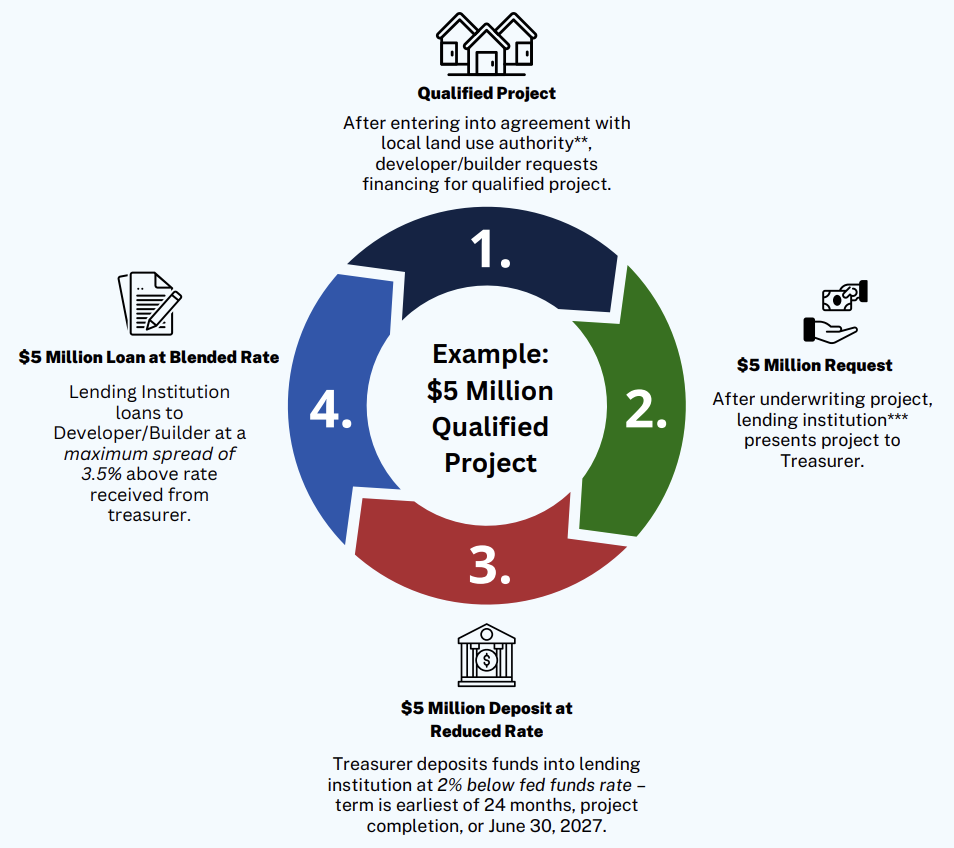 Qualified Project
After entering into agreement with
local land use authority**,
developer/builder requests
financing for qualified project.
1.
$5 Million Request
After underwriting project,
lending institution***
presents project to
Treasurer.
2.
Example:
$5 Million
Qualified
Project
3.
$5 Million Deposit at
Reduced Rate
Treasurer deposits funds into lending
institution at 2% below fed funds rate –
term is earliest of 24 months, project
completion, or June 30, 2027.
4.
$5 Million Loan at Blended Rate
Lending Institution
loans to
Developer/Builder at a
maximum spread of
3.5% above rate
received from
treasurer.